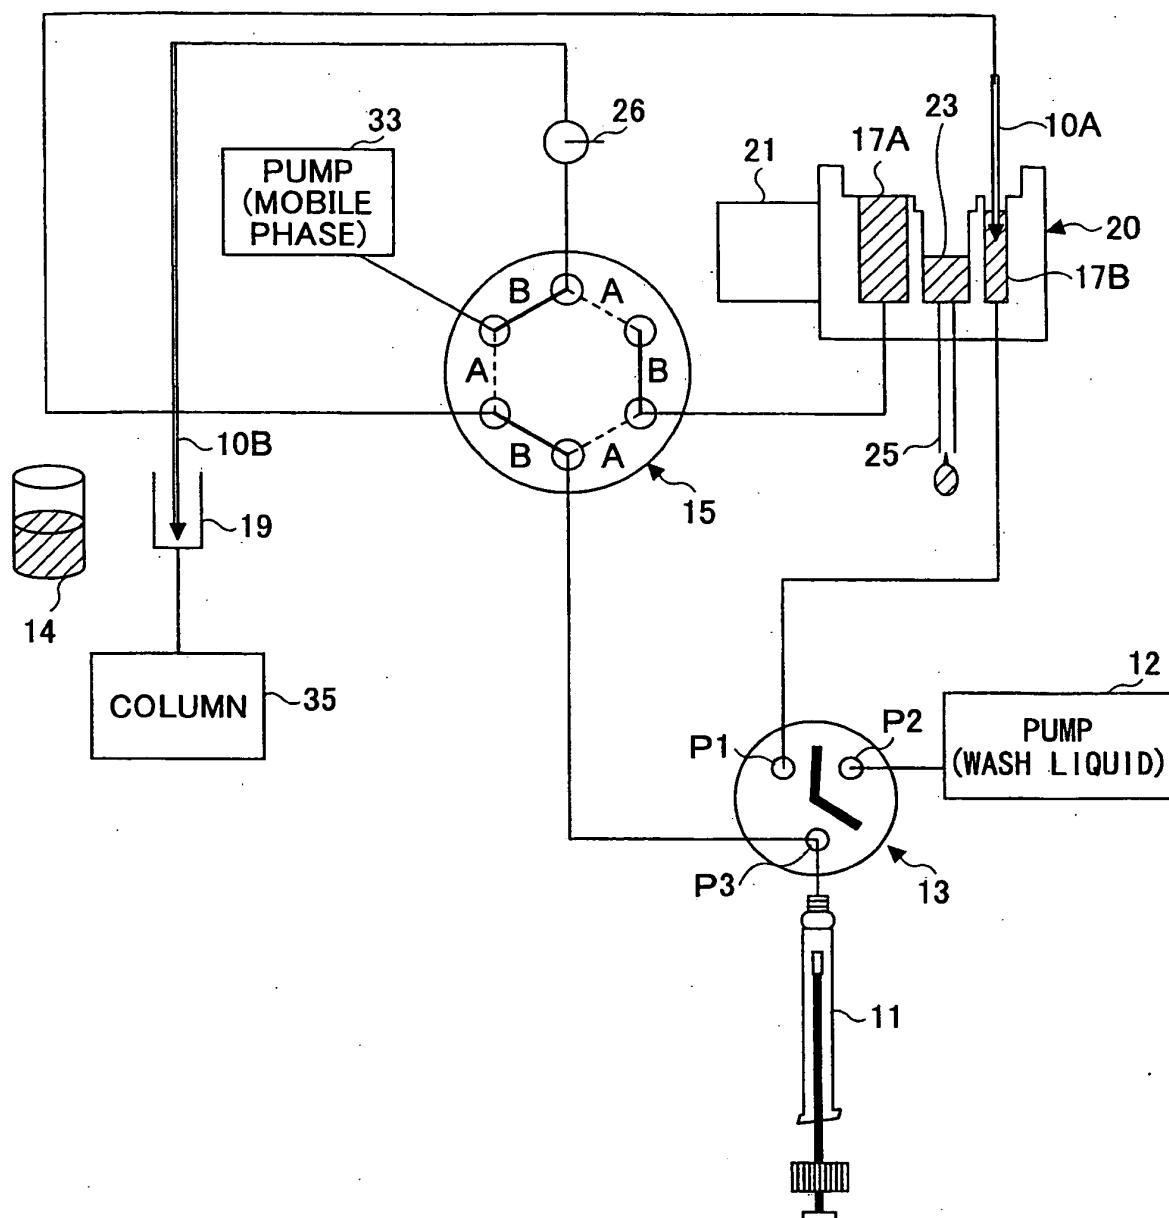 26
33
PUMP
(MOBILE
PHASE)
21
17A
23
10A
20
17B
B
A
A
B
B
A
15
25
10B
19
14
COLUMN
35
12
PUMP
(WASH LIQUID)
P1
P2
P3
13
11